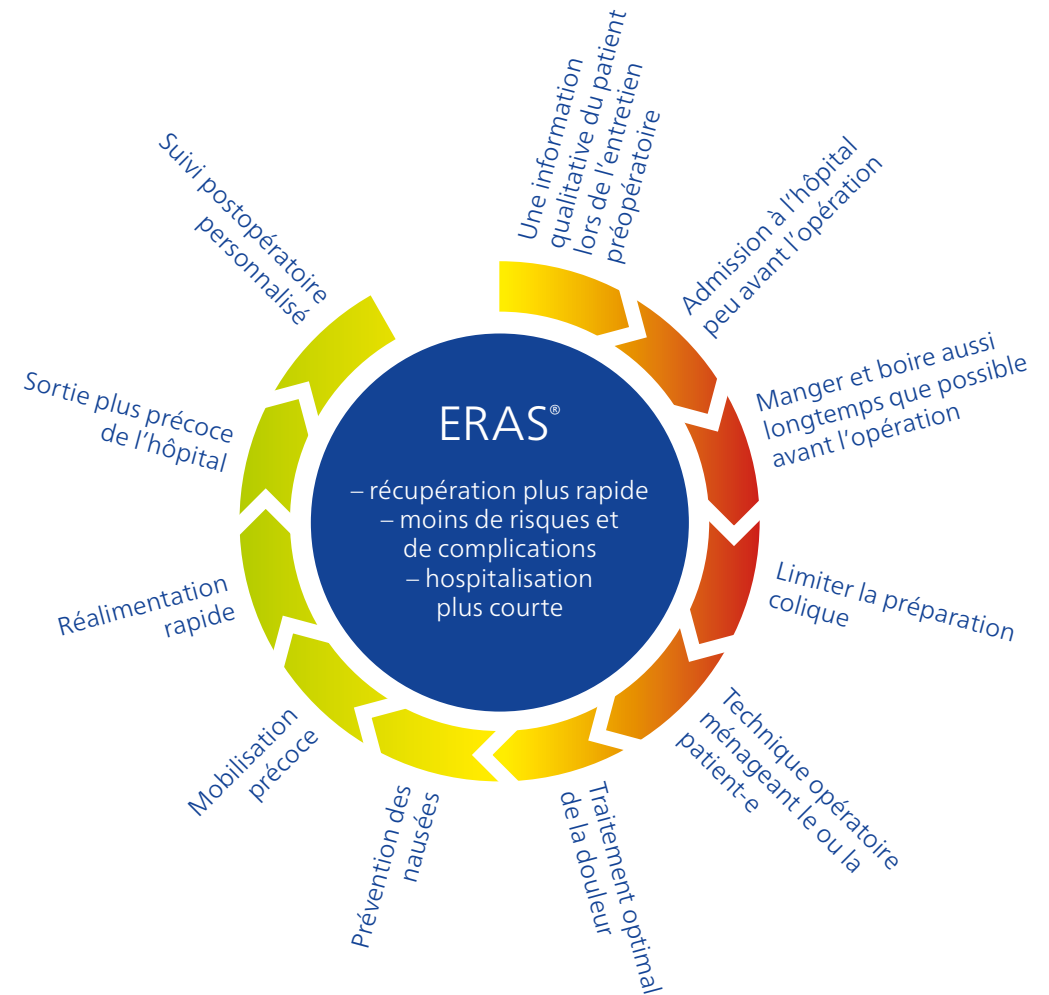 ERAS®
– récupération plus rapide
– moins de risques et
de complications
– hospitalisation
plus courte
Une information
qualitative du patient
lors de l'entretien
préopératoire
Admission à l'hôpital
peu avant l'opération
Manger et boire aussi
longtemps que possible
avant l'opération
Limiter la préparation
colique
Technique opératoire
ménageant le ou la
patient-e
Traitement optimal
de la douleur
Prévention des
nausées
Mobilisation
précoce
Réalimentation
rapide
Sortie plus précoce
de l'hôpital
Suivi postopératoire
personnalisé